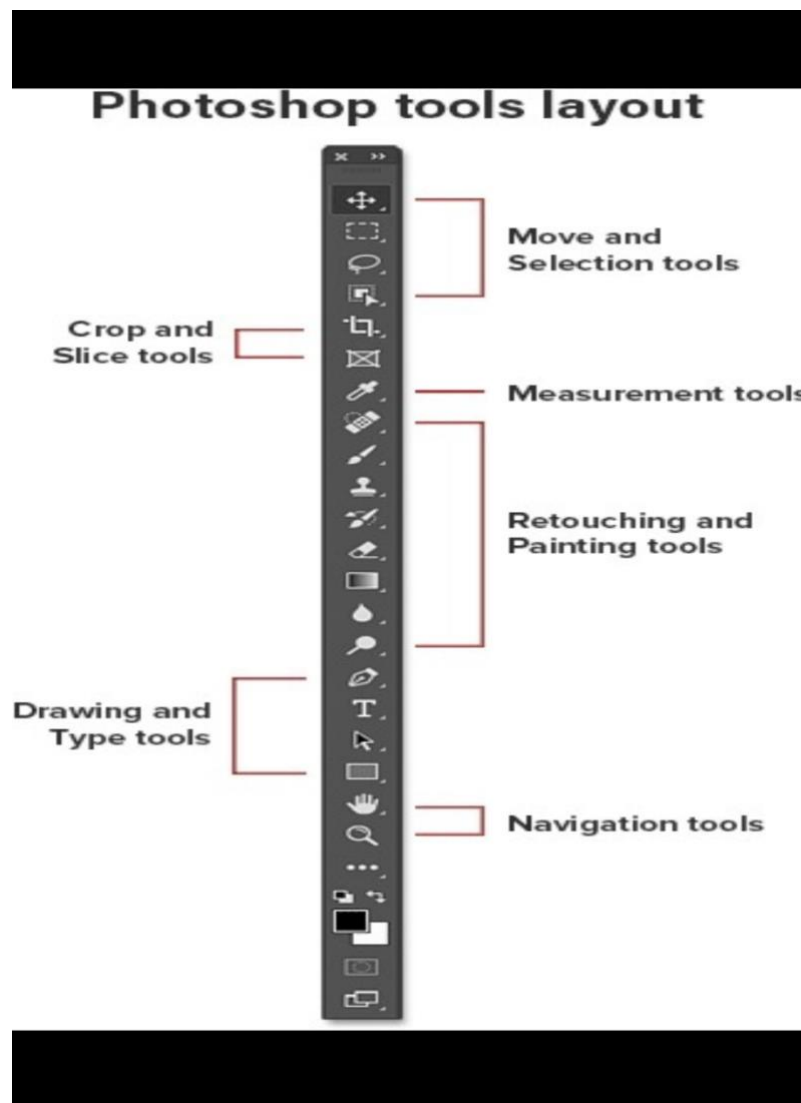 Photoshop tools layout
Move and
Selection tools
Crop and
Slice tools
Measurement tools
Retouching and
Painting tools
Drawing and
Type tools
Navigation tools